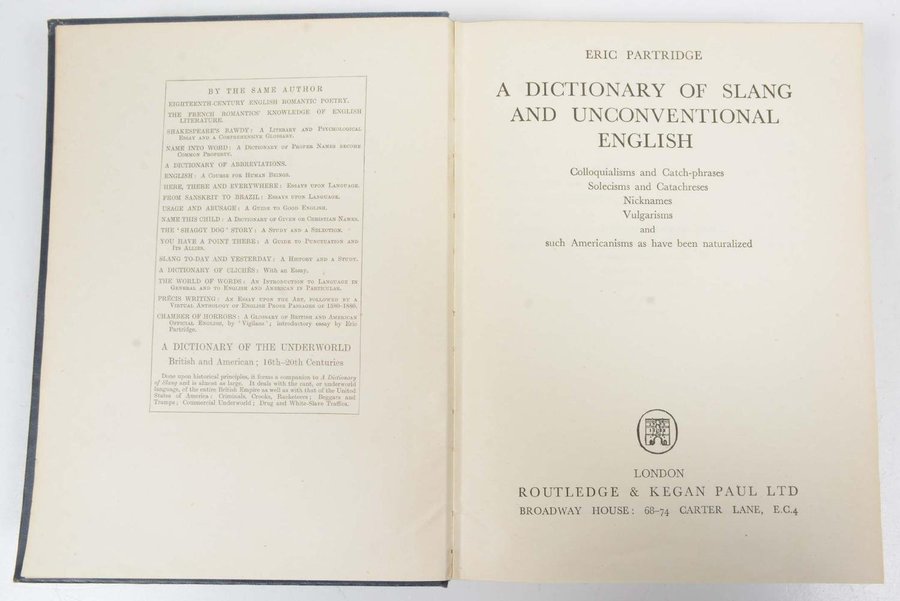 BY THE SAME AUTHOR
EIGHTEENTH-CENTURY ENGLISH ROMANTIC POETRY.
THE FRENCH ROMANTICS' KNOWLEDGE OF ENGLISH
LITERATURE.
SHAKESPEARE'S BAWDY: A Literary and Psychological
Essay and a Comprehensive Glossary.
NAME INTO WORD: A Dictionary of Proper Names become
Common Property.
A DICTIONARY OF ABBREVIATIONS.
ENGLISH: A Course for Human Beings.
HERE, THERE AND EVERYWHERE: Essays upon Language.
FROM SANSKRIT TO BRAZIL: Essays upon Language.
USAGE AND ABUSAGE: A Guide to Good English.
NAME THIS CHILD: A Dictionary of Given or Christian Names.
THE 'SHAGGY DOG' STORY: A Study and a Selection.
YOU HAVE A POINT THERE: A Guide to Punctuation and
Its Allies.
SLANG TO-DAY AND YESTERDAY: A History and a Study.
A DICTIONARY OF CLICHÉS: With an Essay.
THE WORLD OF WORDS: An Introduction to Language in
General and to English and American in Particular.
PRÉCIS WRITING: An Essay upon the Art, followed by a
Virtual Anthology of English Prose Passages of 1580-1880.
CHAMBER OF HORRORS: A Glossary of British and American
Official English, by 'Vigilans'; introductory essay by Eric
Partridge.
A DICTIONARY OF THE UNDERWORLD
British and American; 16th-20th Centuries
Done upon historical principles, it forms a companion to A Dictionary
of Slang and is almost as large. It deals with the cant, or underworld
language, of the entire British Empire as well as with that of the United
States of America: Criminals, Crooks, Racketeers; Beggars and
Tramps; Commercial Underworld; Drug and White-Slave Traffics.
ERIC PARTRIDGE
A DICTIONARY OF SLANG
AND UNCONVENTIONAL
ENGLISH
Colloquialisms and Catch-phrases
Solecisms and Catachreses
Nicknames
Vulgarisms
and
such Americanisms as have been naturalized
LONDON
ROUTLEDGE & KEGAN PAUL LTD
BROADWAY HOUSE: 68-74 CARTER LANE, E.C.4